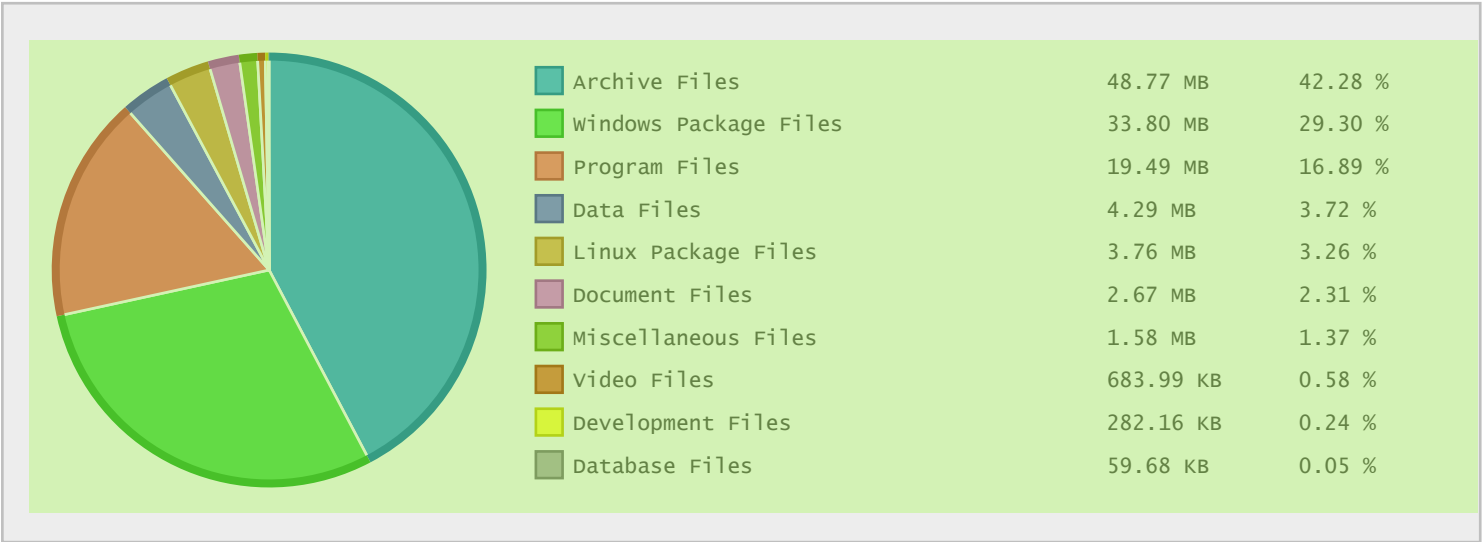 Archive Files 48.77 MB 42.28 %
Windows Package Files 33.80 MB 29.30 %
Program Files 19.49 MB 16.89 %
Data Files 4.29 MB 3.72 %
Linux Package Files 3.76 MB 3.26 %
Document Files 2.67 MB 2.31 %
Miscellaneous Files 1.58 MB 1.37 %
Video Files 683.99 KB 0.58 %
Development Files 282.16 KB 0.24 %
Database Files 59.68 KB 0.05 %